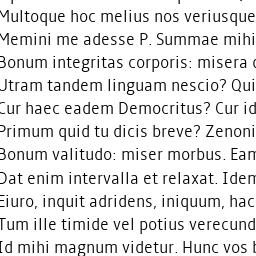 Multoque hoc melius nos veriusque
Memini me adesse P. Summae mihi
Bonum integritas corporis: misera
Utram tandem linguam nescio? Qui
Cur haec eadem Democritus? Cur id
Primum quid tu dicis breve? Zenoni
Bonum valitudo: miser morbus. Eam
Dat enim intervalla et relaxat. Idem
Eiuro, inquit adridens, iniquum, hac
Tum ille timide vel potius verecund
Id mihi magnum videtur. Hunc vos